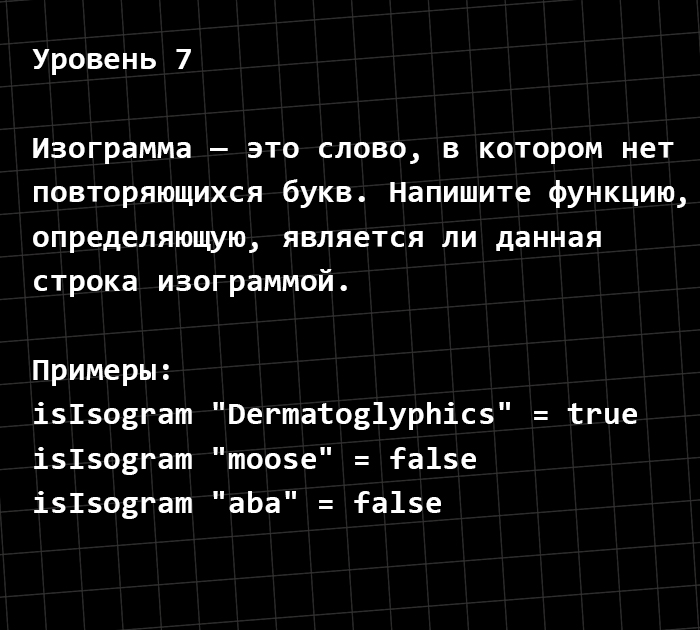 Уровень 7
Изограмма — это слово, в котором нет
повторяющихся букв. Напишите функцию,
определяющую, является ли данная
строка изограммой.
Примеры:
isIsogram "Dermatoglyphics" = true
isIsogram "moose" = false
isIsogram "aba" = false